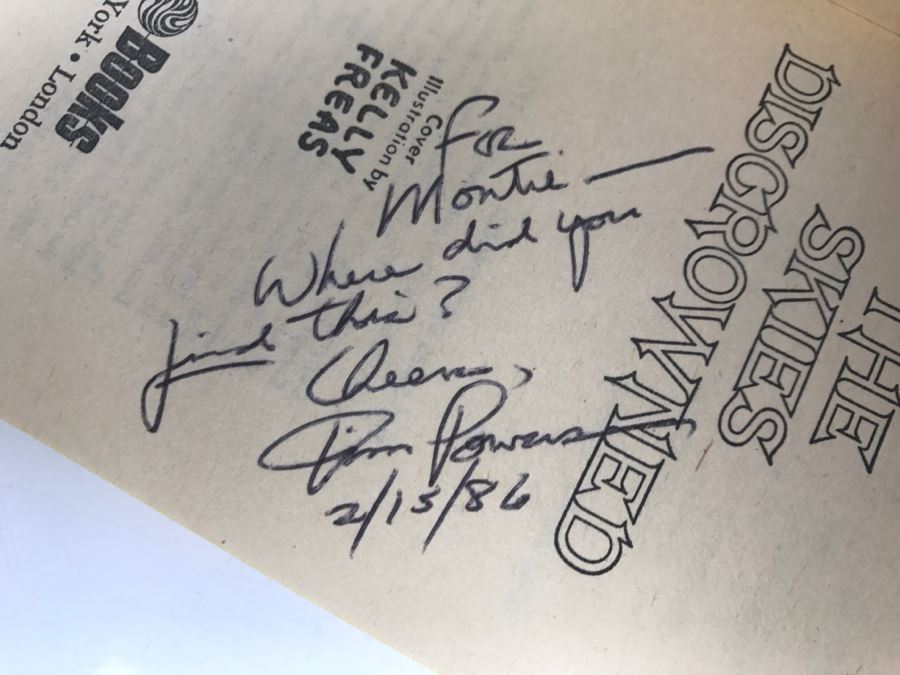 THE
SKIES
DISCROWNED
Cover
Illustration by
KELLY
FREAS
Books
York • London
For
Montie —
Where did you
find this?
Cheers,
Tim Powers
2/15/86